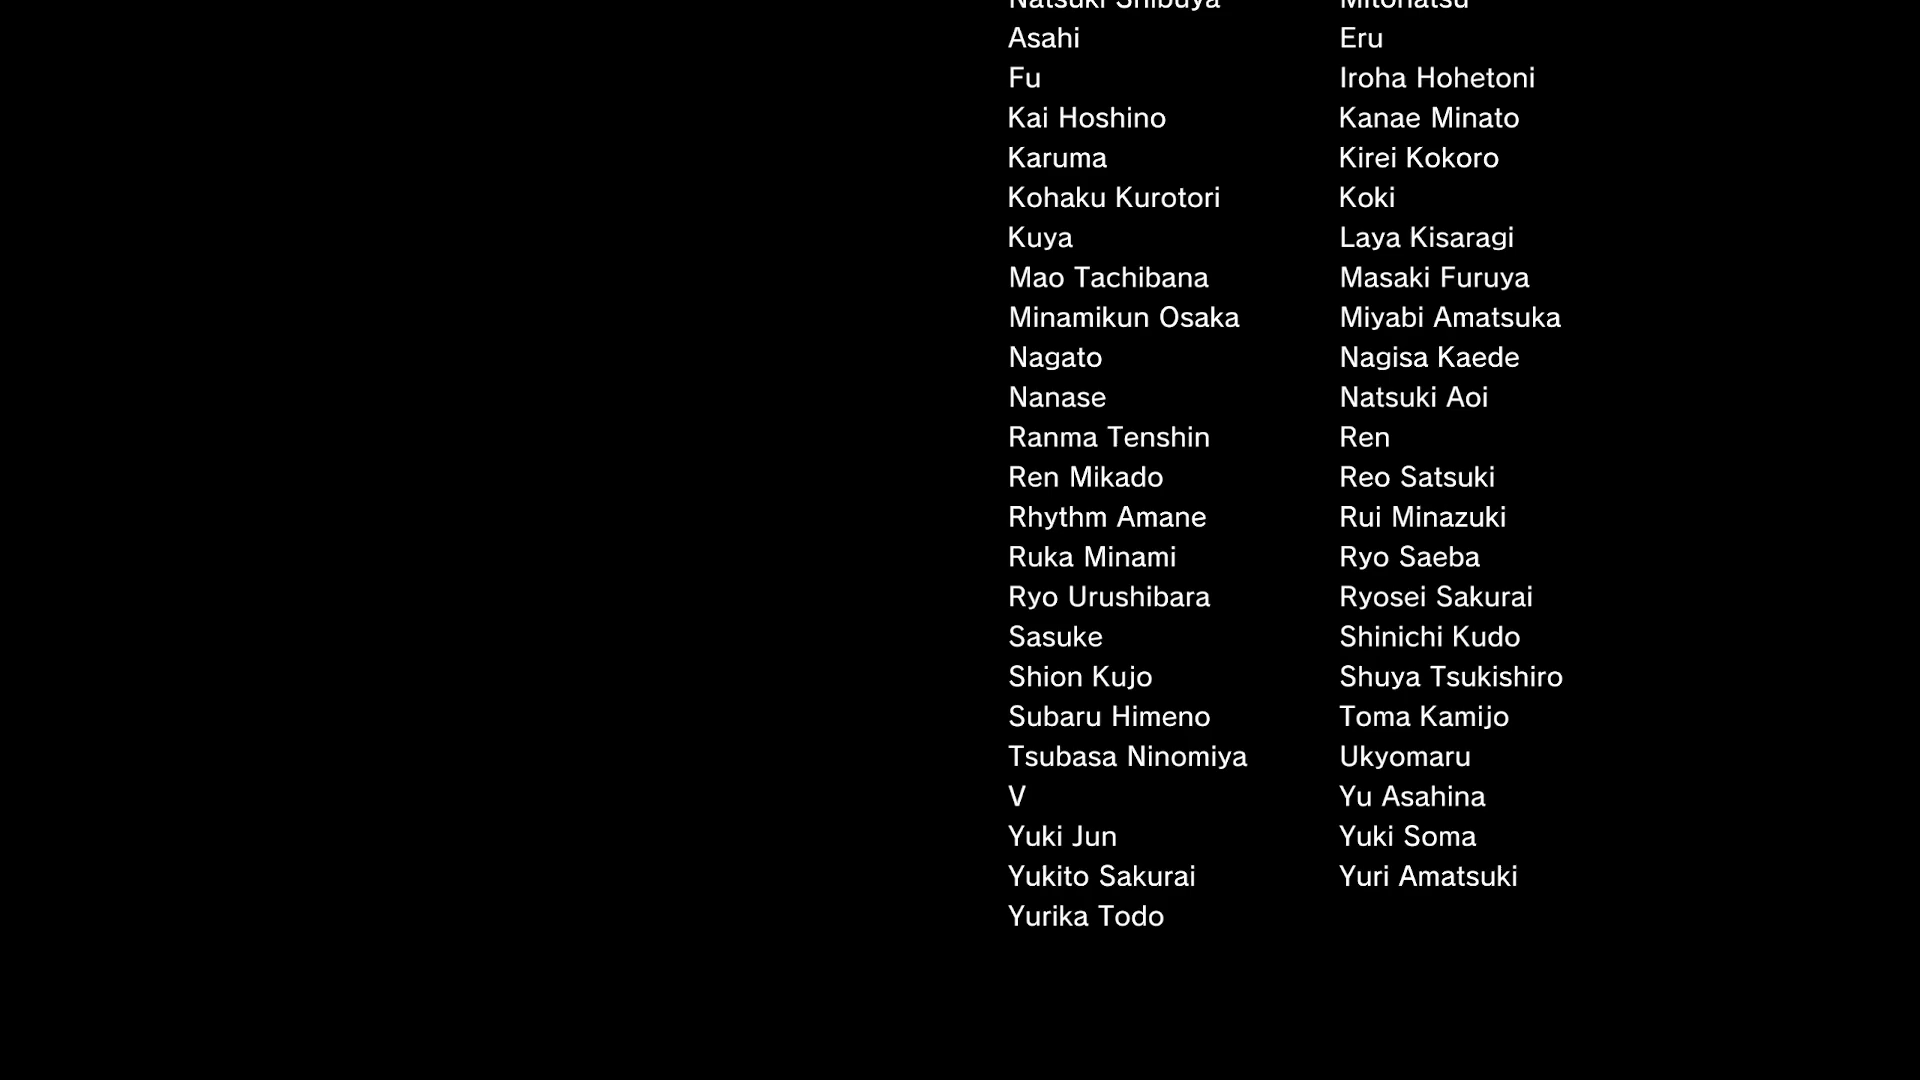 Natsuki Shibuya Mitohatsu
Asahi Eru
Fu Iroha Hohetoni
Kai Hoshino Kanae Minato
Karuma Kirei Kokoro
Kohaku Kurotori Koki
Kuya Laya Kisaragi
Mao Tachibana Masaki Furuya
Minamikun Osaka Miyabi Amatsuka
Nagato Nagisa Kaede
Nanase Natsuki Aoi
Ranma Tenshin Ren
Ren Mikado Reo Satsuki
Rhythm Amane Rui Minazuki
Ruka Minami Ryo Saeba
Ryo Urushibara Ryosei Sakurai
Sasuke Shinichi Kudo
Shion Kujo Shuya Tsukishiro
Subaru Himeno Toma Kamijo
Tsubasa Ninomiya Ukyomaru
V Yu Asahina
Yuki Jun Yuki Soma
Yukito Sakurai Yuri Amatsuki
Yurika Todo